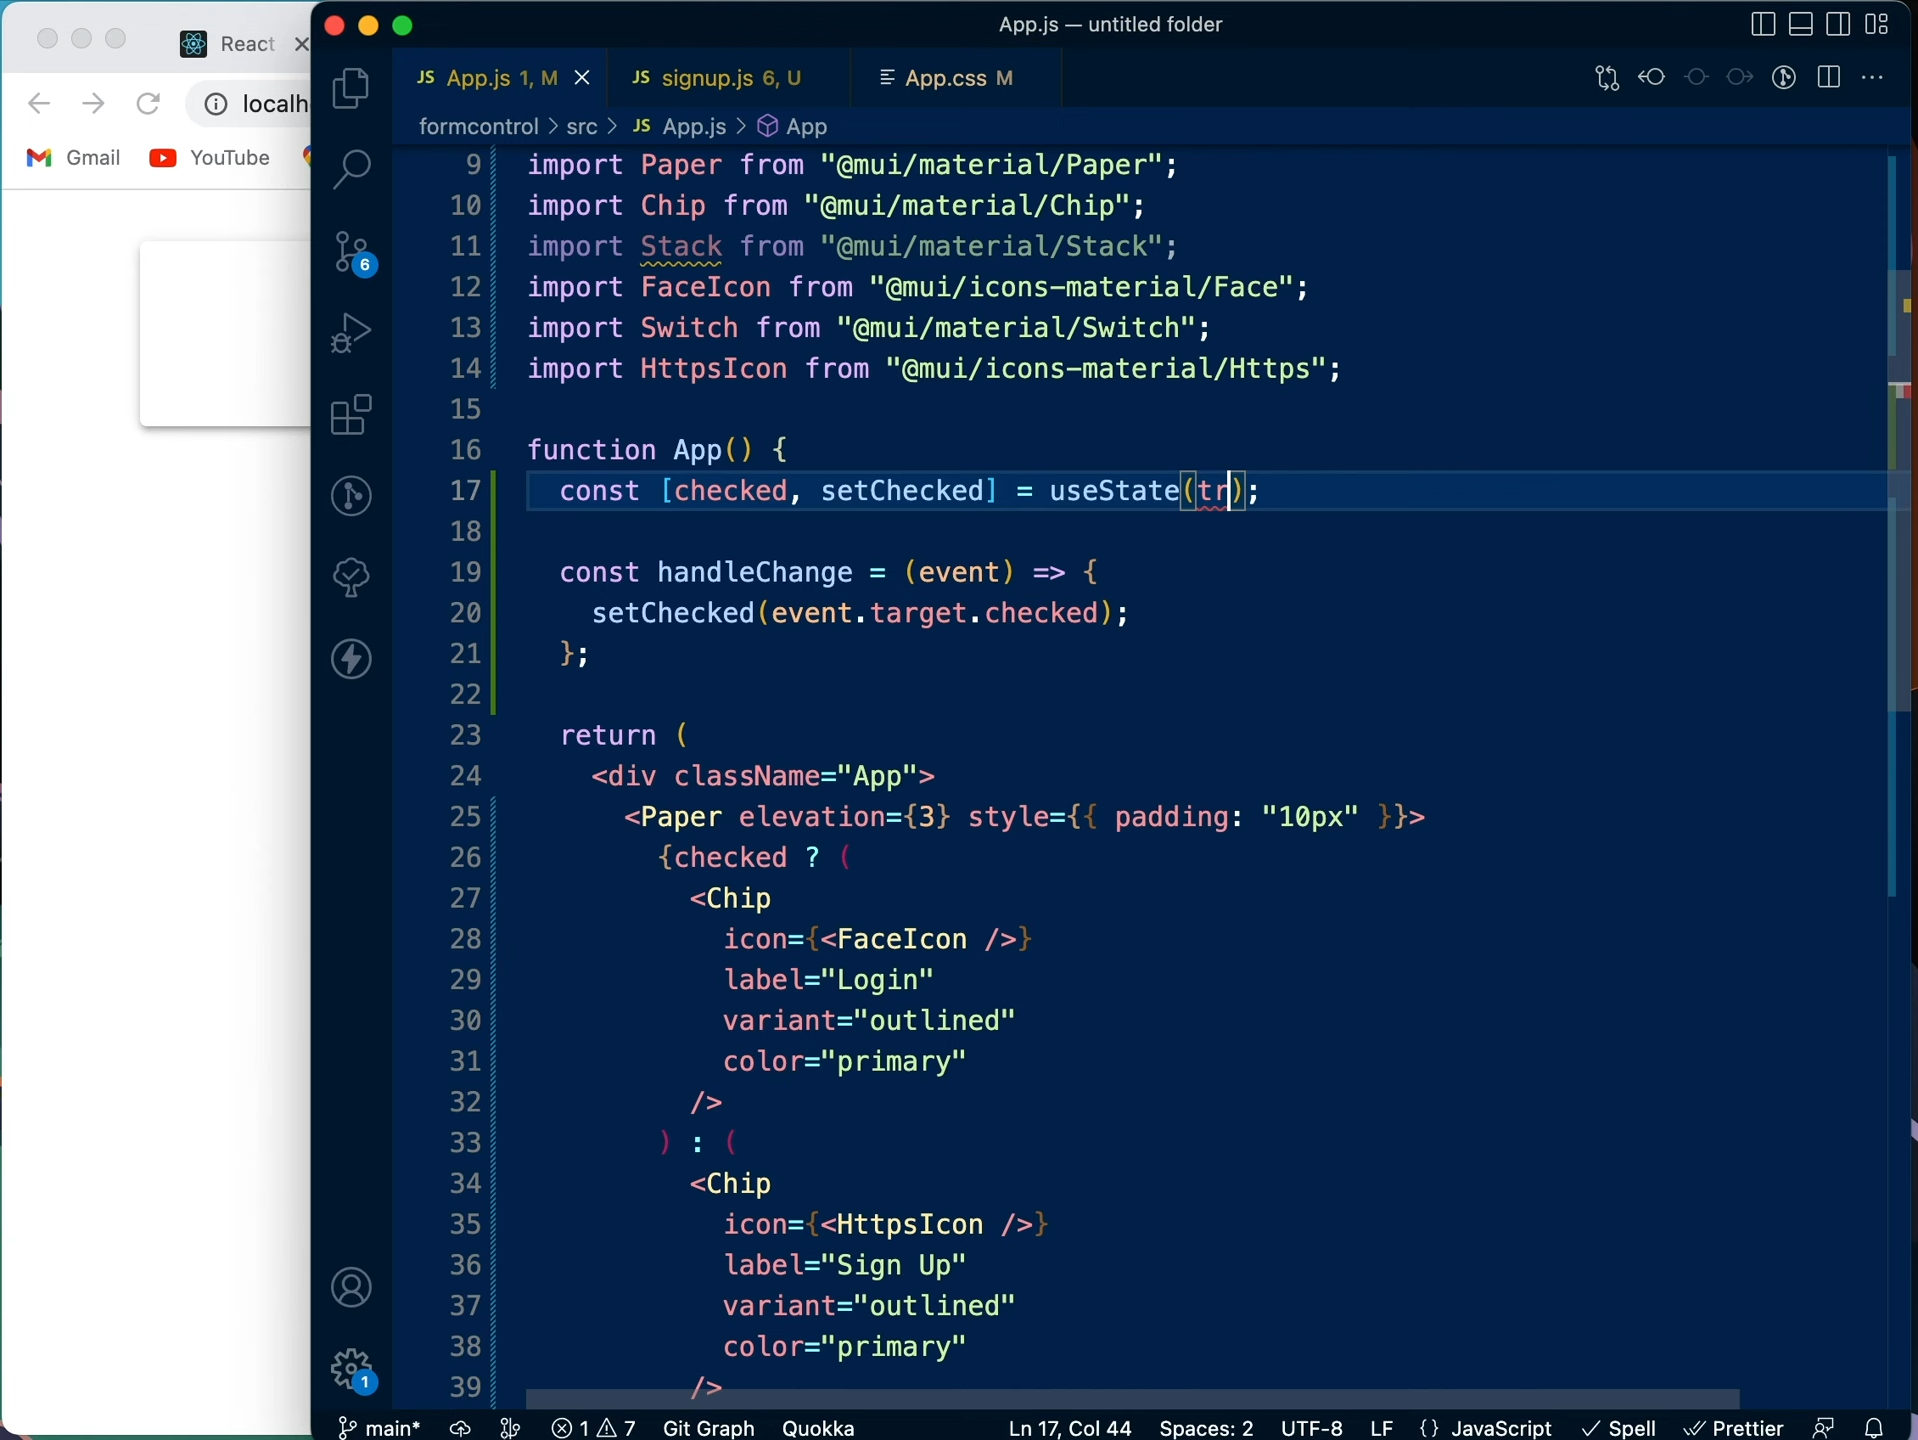 App.js — untitled folder
React
localh
Gmail
YouTube
JS App.js 1, M
JS signup.js 6, U
App.css M
formcontrol > src > JS App.js > App
9 import Paper from "@mui/material/Paper";
10 import Chip from "@mui/material/Chip";
11 import Stack from "@mui/material/Stack";
12 import FaceIcon from "@mui/icons-material/Face";
13 import Switch from "@mui/material/Switch";
14 import HttpsIcon from "@mui/icons-material/Https";
15
16 function App() {
17 const [checked, setChecked] = useState(tr);
18
19 const handleChange = (event) => {
20 setChecked(event.target.checked);
21 };
22
23 return (
24 <div className="App">
25 <Paper elevation={3} style={{ padding: "10px" }}>
26 {checked ? (
27 <Chip
28 icon={<FaceIcon />}
29 label="Login"
30 variant="outlined"
31 color="primary"
32 />
33 ) : (
34 <Chip
35 icon={<HttpsIcon />}
36 label="Sign Up"
37 variant="outlined"
38 color="primary"
39 />
6
1
main* 1 7 Git Graph Quokka Ln 17, Col 44 Spaces: 2 UTF-8 LF {} JavaScript Spell Prettier